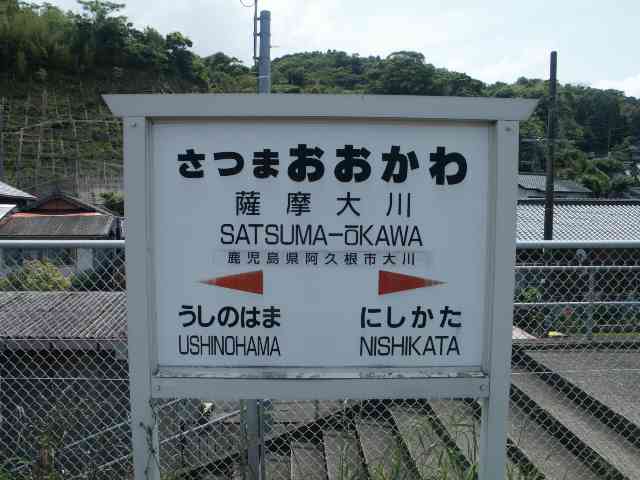 さつまおおかわ
薩摩大川
SATSUMA-ŌKAWA
鹿児島県阿久根市大川
うしのはま にしかた
USHINOHAMA NISHIKATA